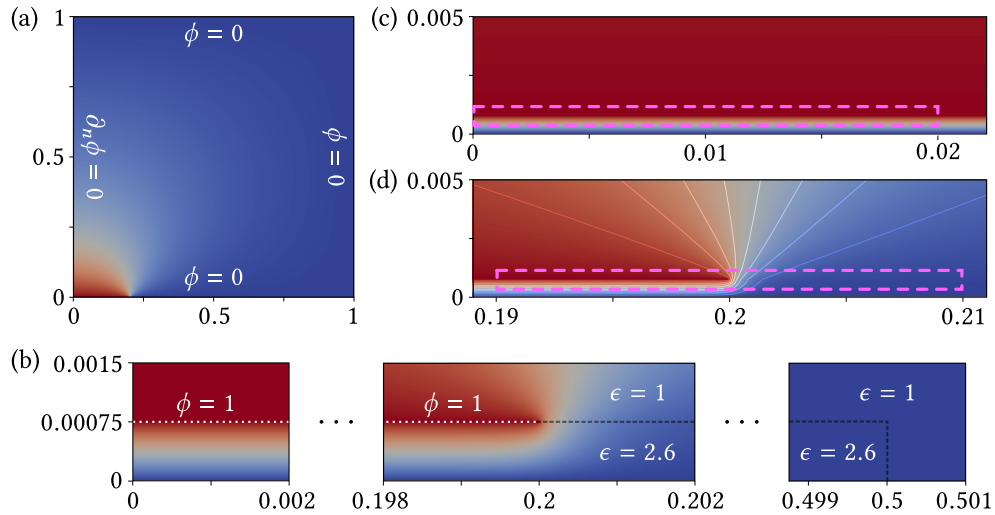 (a)
1
0.5
0
0
0.5
1
ϕ = 0
∂ₙϕ = 0
ϕ = 0
ϕ = 0
(c)
0.005
0
0
0.01
0.02
(d)
0.005
0
0.19
0.2
0.21
(b)
0.0015
0.00075
0
ϕ = 1
0
0.002
· · ·
ϕ = 1
ϵ = 1
ϵ = 2.6
0.198
0.2
0.202
· · ·
ϵ = 1
ϵ = 2.6
0.499
0.5
0.501